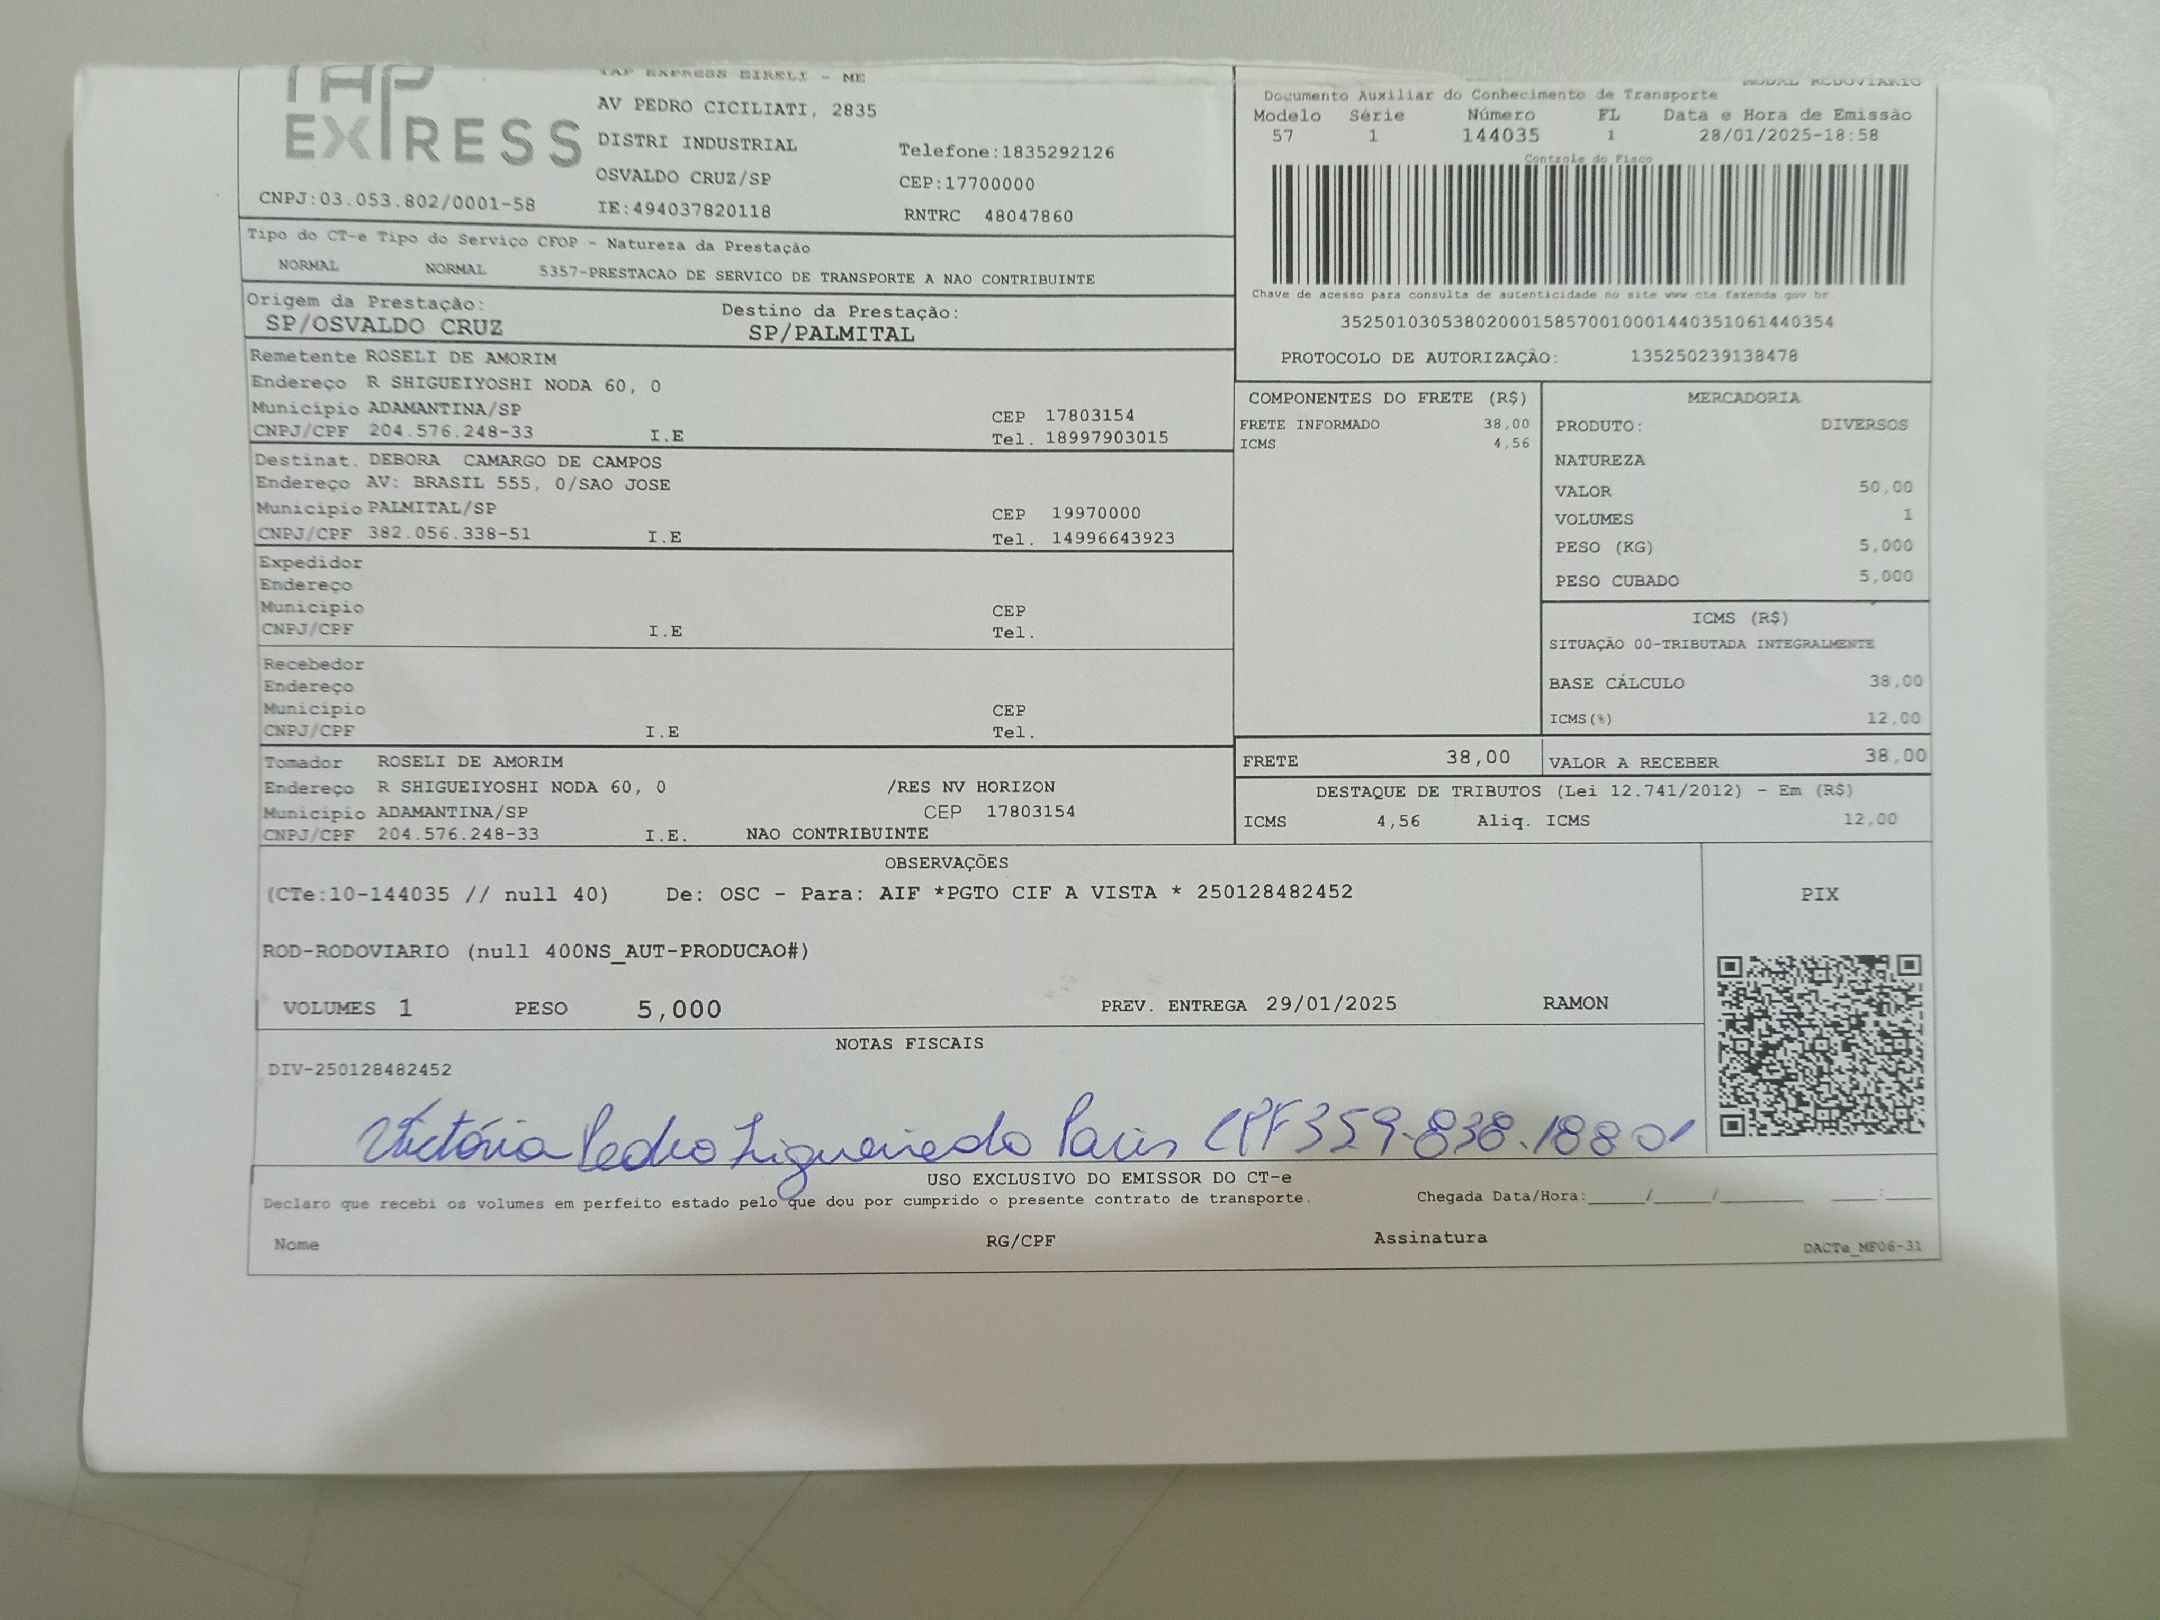 TAP EXPRESS
TAP EXPRESS EIRELI - ME
AV PEDRO CICILIATI, 2835
DISTRI INDUSTRIAL
Telefone:1835292126
OSVALDO CRUZ/SP
CEP:17700000
CNPJ:03.053.802/0001-58
IE:494037820118
RNTRC 48047860
MODAL RODOVIARIO
Documento Auxiliar do Conhecimento de Transporte
Modelo Série Número FL Data e Hora de Emissão
57 1 144035 1 28/01/2025-18:58
Controle do Fisco
Chave de acesso para consulta de autenticidade no site www.cte.fazenda.gov.br
35250103053802000158570010001440351061440354
PROTOCOLO DE AUTORIZAÇÃO: 135250239138478
Tipo do CT-e Tipo do Serviço CFOP - Natureza da Prestação
NORMAL NORMAL 5357-PRESTACAO DE SERVICO DE TRANSPORTE A NAO CONTRIBUINTE
Origem da Prestação: Destino da Prestação:
SP/OSVALDO CRUZ SP/PALMITAL
Remetente ROSELI DE AMORIM
Endereço R SHIGUEIYOSHI NODA 60, 0
Municipio ADAMANTINA/SP CEP 17803154
CNPJ/CPF 204.576.248-33 I.E Tel. 18997903015
Destinat. DEBORA CAMARGO DE CAMPOS
Endereço AV: BRASIL 555, 0/SAO JOSE
Municipio PALMITAL/SP CEP 19970000
CNPJ/CPF 382.056.338-51 I.E Tel. 14996643923
Expedidor
Endereço
Municipio CEP
CNPJ/CPF I.E Tel.
Recebedor
Endereço
Municipio CEP
CNPJ/CPF I.E Tel.
Tomador ROSELI DE AMORIM
Endereço R SHIGUEIYOSHI NODA 60, 0 /RES NV HORIZON
Municipio ADAMANTINA/SP CEP 17803154
CNPJ/CPF 204.576.248-33 I.E. NAO CONTRIBUINTE
COMPONENTES DO FRETE (R$)
FRETE INFORMADO 38,00
ICMS 4,56
MERCADORIA
PRODUTO: DIVERSOS
NATUREZA
VALOR 50,00
VOLUMES 1
PESO (KG) 5,000
PESO CUBADO 5,000
ICMS (R$)
SITUAÇÃO 00-TRIBUTADA INTEGRALMENTE
BASE CÁLCULO 38,00
ICMS(%) 12,00
FRETE 38,00 VALOR A RECEBER 38,00
DESTAQUE DE TRIBUTOS (Lei 12.741/2012) - Em (R$)
ICMS 4,56 Aliq. ICMS 12,00
OBSERVAÇÕES
(CTe:10-144035 // null 40) De: OSC - Para: AIF *PGTO CIF A VISTA * 250128482452
ROD-RODOVIARIO (null 400NS_AUT-PRODUCAO#)
VOLUMES 1 PESO 5,000 PREV. ENTREGA 29/01/2025 RAMON
PIX
NOTAS FISCAIS
DIV-250128482452
Victória Pedro Figueiredo Paris CPF 359.838.188 01
USO EXCLUSIVO DO EMISSOR DO CT-e
Declaro que recebi os volumes em perfeito estado pelo que dou por cumprido o presente contrato de transporte. Chegada Data/Hora:____/____/______ ___:___
Nome RG/CPF Assinatura DACTe_MF06-31